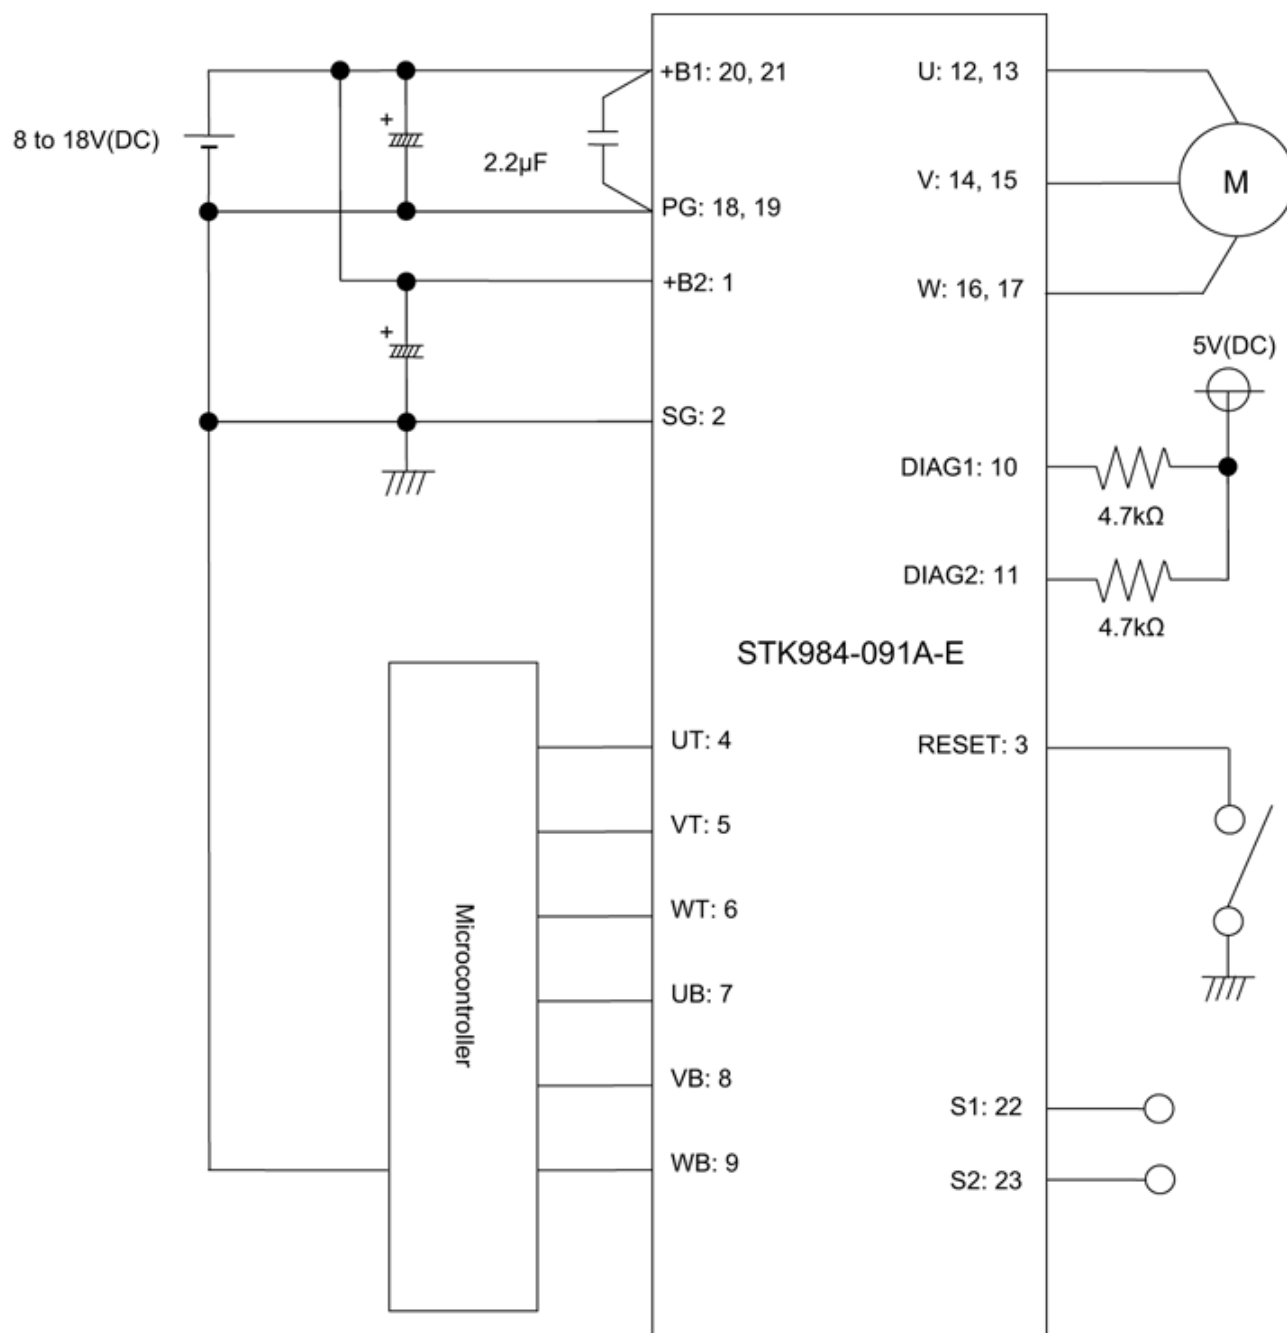 +B1: 20, 21
U: 12, 13
8 to 18V(DC)
+
2.2µF
M
V: 14, 15
PG: 18, 19
+B2: 1
W: 16, 17
+
5V(DC)
SG: 2
DIAG1: 10
4.7kΩ
DIAG2: 11
4.7kΩ
STK984-091A-E
UT: 4
RESET: 3
VT: 5
WT: 6
Microcontroller
UB: 7
VB: 8
S1: 22
WB: 9
S2: 23